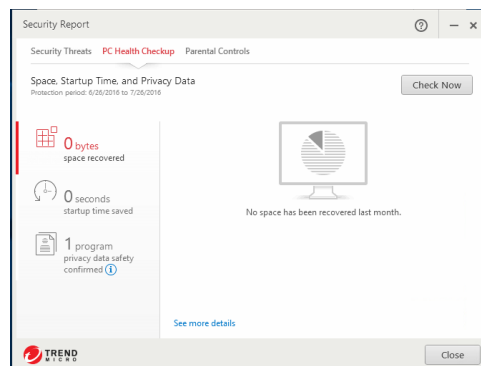 Security Report
Security Threats PC Health Checkup Parental Controls
Space, Startup Time, and Privacy Data
Protection period: 6/26/2016 to 7/26/2016
Check Now
0 bytes
space recovered
0 seconds
startup time saved
1 program
privacy data safety
confirmed
No space has been recovered last month.
See more details
TREND
MICRO
Close